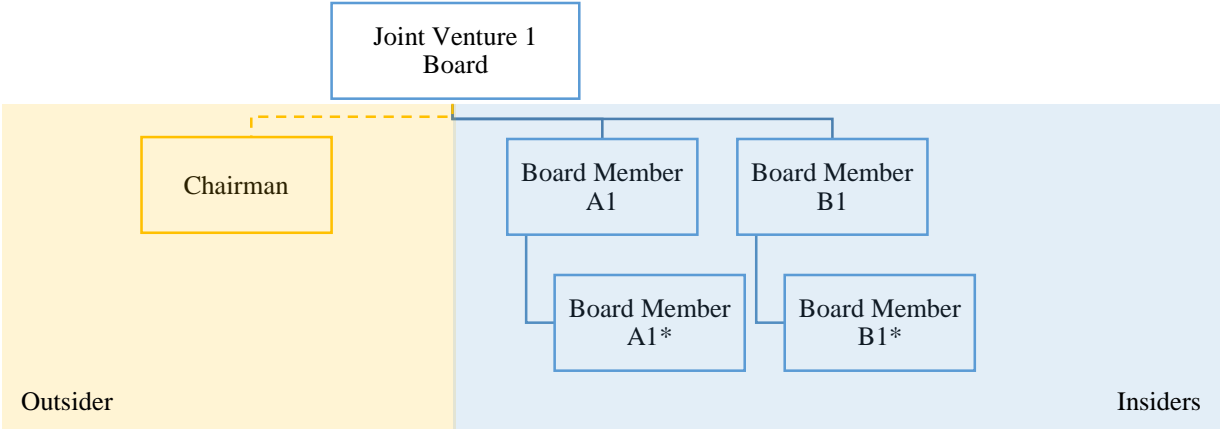 Joint Venture 1
Board
Chairman
Board Member
A1
Board Member
B1
Board Member
A1*
Board Member
B1*
Outsider
Insiders